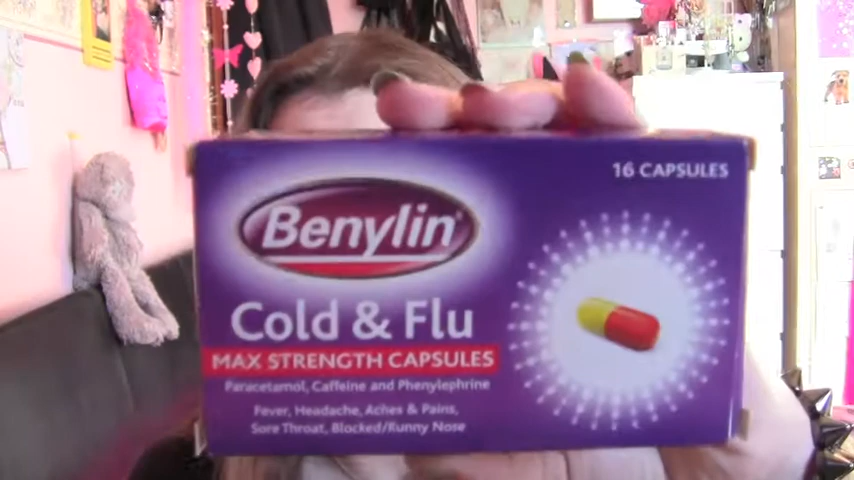 16 CAPSULES
Benylin®
Cold & Flu
MAX STRENGTH CAPSULES
Paracetamol, Caffeine and Phenylephrine
Fever, Headache, Aches & Pains,
Sore Throat, Blocked/Runny Nose